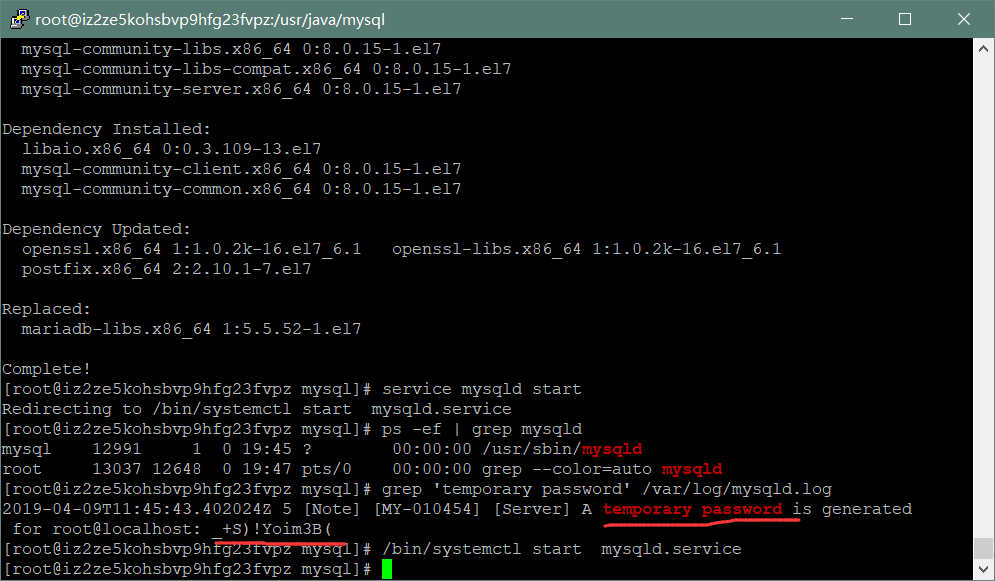 root@iz2ze5kohsbvp9hfg23fvpz:/usr/java/mysql
mysql-community-libs.x86_64 0:8.0.15-1.el7
mysql-community-libs-compat.x86_64 0:8.0.15-1.el7
mysql-community-server.x86_64 0:8.0.15-1.el7
Dependency Installed:
libaio.x86_64 0:0.3.109-13.el7
mysql-community-client.x86_64 0:8.0.15-1.el7
mysql-community-common.x86_64 0:8.0.15-1.el7
Dependency Updated:
openssl.x86_64 1:1.0.2k-16.el7_6.1   openssl-libs.x86_64 1:1.0.2k-16.el7_6.1
postfix.x86_64 2:2.10.1-7.el7
Replaced:
mariadb-libs.x86_64 1:5.5.52-1.el7
Complete!
[root@iz2ze5kohsbvp9hfg23fvpz mysql]# service mysqld start
Redirecting to /bin/systemctl start  mysqld.service
[root@iz2ze5kohsbvp9hfg23fvpz mysql]# ps -ef | grep mysqld
mysql    12991     1  0 19:45 ?        00:00:00 /usr/sbin/mysqld
root     13037 12648  0 19:47 pts/0    00:00:00 grep --color=auto mysqld
[root@iz2ze5kohsbvp9hfg23fvpz mysql]# grep 'temporary password' /var/log/mysqld.log
2019-04-09T11:45:43.402024Z 5 [Note] [MY-010454] [Server] A temporary password is generated
for root@localhost: _+S)!Yoim3B(
[root@iz2ze5kohsbvp9hfg23fvpz mysql]# /bin/systemctl start  mysqld.service
[root@iz2ze5kohsbvp9hfg23fvpz mysql]#